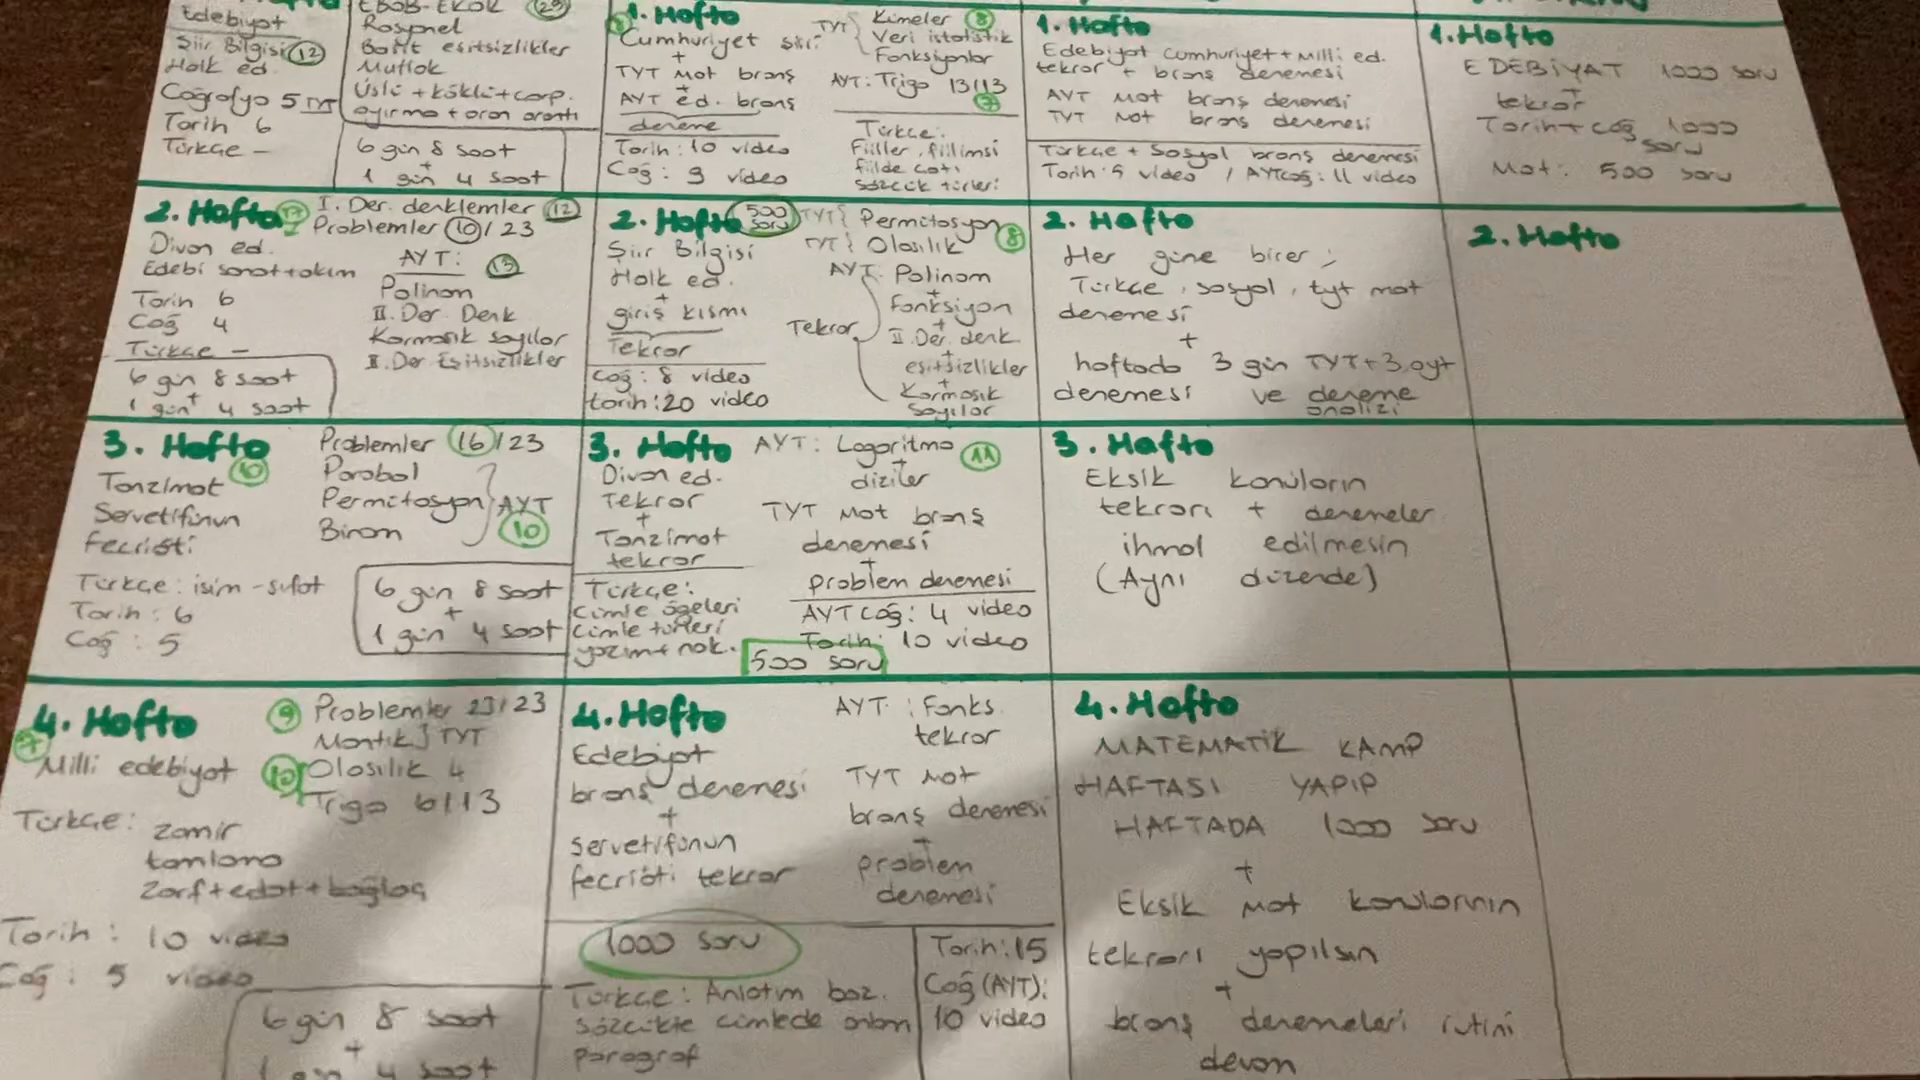 Edebiyat
Şiir Bilgisi (12)
Halk ed.
Coğrafya 5 TYT
Tarih 6
Türkçe -
EBOB-EKOK (29)
Rasyonel
Basit eşitsizlikler
Mutlak
Üslü + köklü + çarp.
ayırma + oran orantı
6 gün 8 saat
+
1 gün 4 saat
1. Hafta
Cumhuriyet şiiri
+
TYT Mat branş
+
AYT ed. branş
deneme
Tarih: 10 video
Coğ: 9 video
TYT { Kümeler (8)
Veri istatistik
Fonksiyonlar
AYT: Trigo 13/13
(7)
Türkçe:
Fiiller, fiilimsi
fiilde çatı
sözcük türleri
1. Hafta
Edebiyat Cumhuriyet + Milli ed.
tekrar + branş denemesi
AYT Mat branş denemesi
TYT Mat branş denemesi
Türkçe + Sosyal branş denemesi
Tarih: 5 video / AYT coğ: 11 video
1. Hafta
EDEBİYAT 1000 soru
+
tekrar
Tarih + coğ 1000
soru
Mat: 500 soru
2. Hafta
Divan ed.
Edebi sanat + akım
Tarih 6
Coğ 4
Türkçe -
6 gün 8 saat
+
1 gün 4 saat
I. Der. denklemler (12)
Problemler (10)/23
AYT: (13)
Polinom
II. Der. Denk
Karmaşık sayılar
II. Der Eşitsizlikler
2. Hafta (500 soru)
Şiir Bilgisi
Halk ed.
+
giriş kısmı
Tekrar
Coğ: 8 video
tarih: 20 video
TYT { Permütasyon (8)
TYT } Olasılık
AYT: Polinom
+
fonksiyon
+
II. Der. denk.
+
eşitsizlikler
+
Karmaşık
Sayılar
Tekrar
2. Hafta
Her güne birer;
Türkçe, sosyal, tyt mat
denemesi
+
haftada 3 gün TYT + 3 ayt
denemesi ve deneme
analizi
2. Hafta
3. Hafta
(10)
Tanzimat
Servetifünun
Fecriati
Türkçe: isim - sıfat
Tarih: 6
Coğ: 5
Problemler (16)/23
Parabol
Permütasyon
Binom
} AYT
(10)
6 gün 8 saat
+
1 gün 4 saat
3. Hafta
Divan ed.
Tekrar
+
Tanzimat
tekrar
Türkçe:
Cümle ögeleri
Cümle türleri
yazım + nok.
AYT: Logaritma (11)
+
diziler
TYT Mat branş
denemesi
+
problem denemesi
AYT coğ: 4 video
Tarih: 10 video
500 soru
3. Hafta
Eksik konuların
tekrarı + denemeler
ihmal edilmesin
(Aynı düzende)
4. Hafta
Milli edebiyat
Türkçe: zamir
tamlama
zarf + edat + bağlaç
Tarih: 10 video
Coğ: 5 video
(9) Problemler 23/23
Mantık } TYT
(10) Olasılık 4
Trigo 6/13
6 gün 8 saat
+
1 gün 4 saat
4. Hafta
Edebiyat
branş denemesi
+
servetifünun
fecriati tekrar
AYT: Fonks.
tekrar
TYT Mat
branş denemesi
+
problem
denemesi
1000 soru
Türkçe: Anlatım boz.
Sözcükte cümlede anlam
Paragraf
Tarih: 15
Coğ (AYT):
10 video
4. Hafta
MATEMATİK KAMP
HAFTASI YAPIP
HAFTADA 1000 soru
+
Eksik Mat konularının
tekrarı yapılsın
+
branş denemeleri rutini
devam